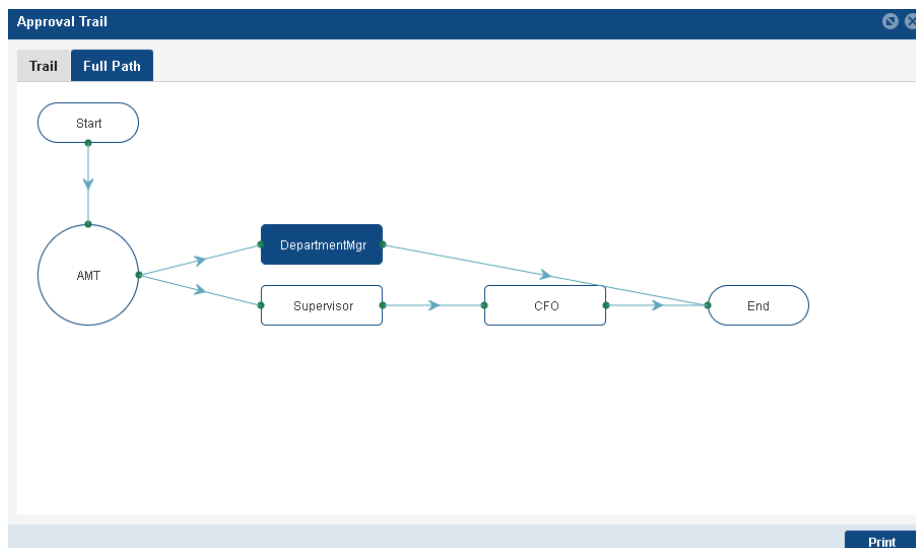 Approval Trail
Trail
Full Path
Start
DepartmentMgr
AMT
Supervisor
CFO
End
Print